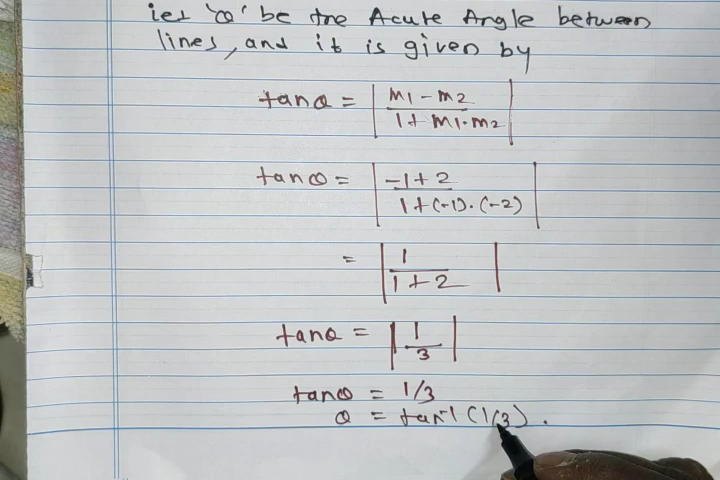 let 'θ' be the Acute Angle between
lines, and it is given by
tanθ = | m1 - m2 / 1 + m1.m2 |
tanθ = | -1+2 / 1+(-1).(-2) |
= | 1 / 1+2 |
tanθ = | 1 / 3 |
tanθ = 1/3
θ = tan⁻¹(1/3).